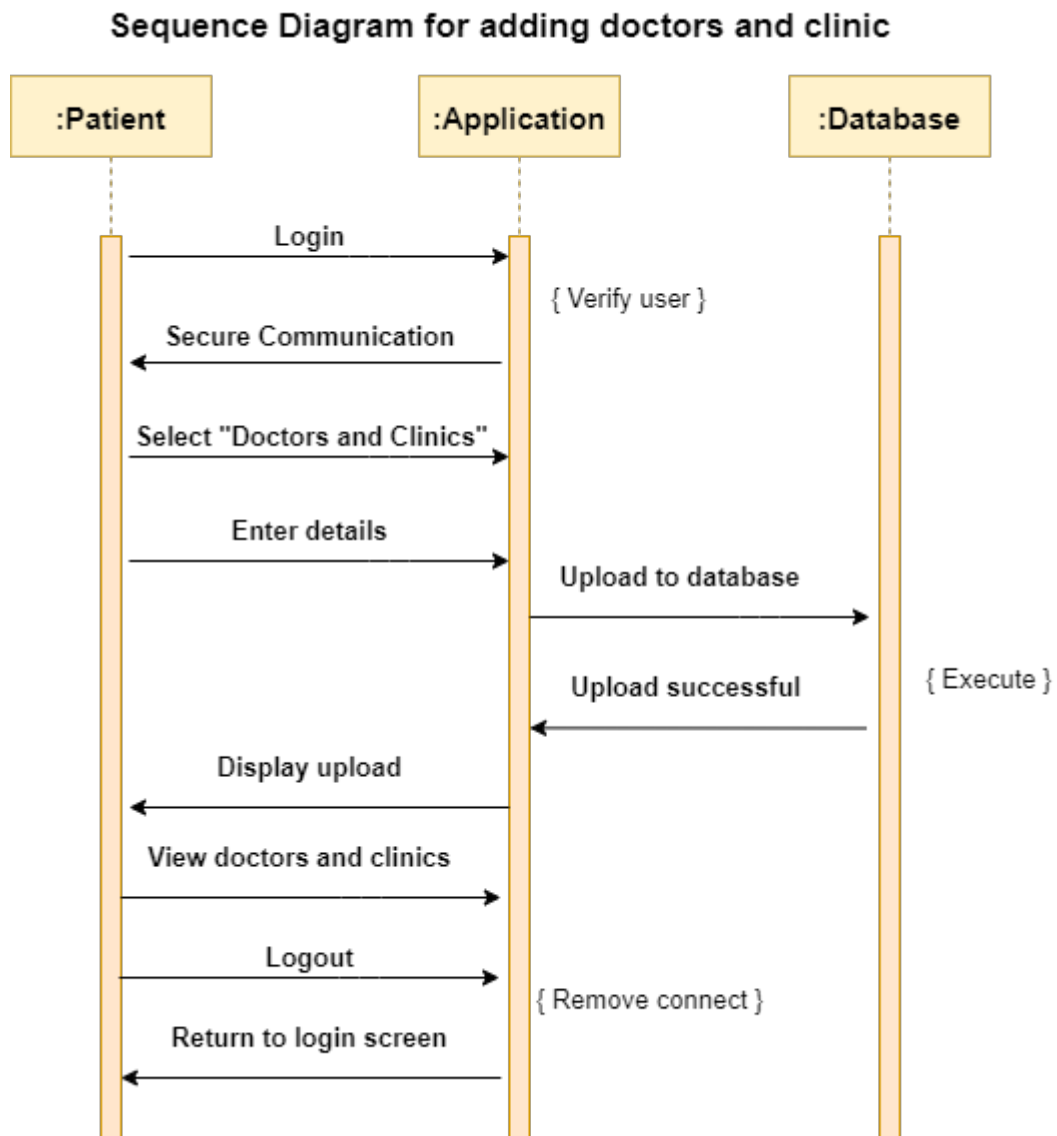 Sequence Diagram for adding doctors and clinic
:Patient
:Application
:Database
Login
{ Verify user }
Secure Communication
Select "Doctors and Clinics"
Enter details
Upload to database
{ Execute }
Upload successful
Display upload
View doctors and clinics
Logout
{ Remove connect }
Return to login screen